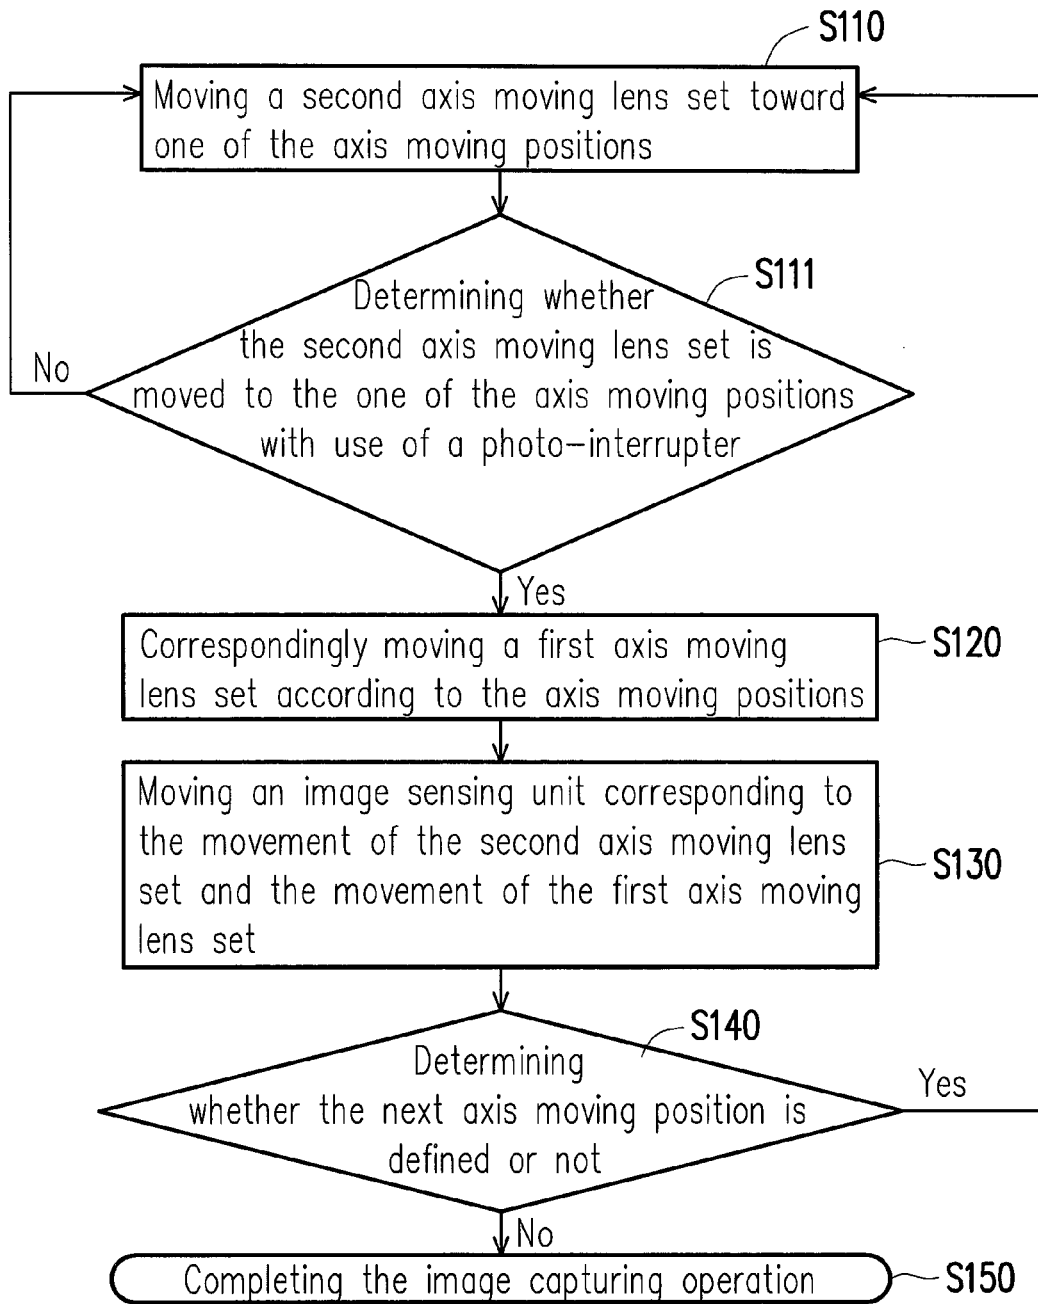 S110
Moving a second axis moving lens set toward
one of the axis moving positions
S111
Determining whether
the second axis moving lens set is
moved to the one of the axis moving positions
with use of a photo-interrupter
No
Yes
Correspondingly moving a first axis moving
lens set according to the axis moving positions
S120
Moving an image sensing unit corresponding to
the movement of the second axis moving lens
set and the movement of the first axis moving
lens set
S130
S140
Determining
whether the next axis moving position is
defined or not
Yes
No
Completing the image capturing operation
S150